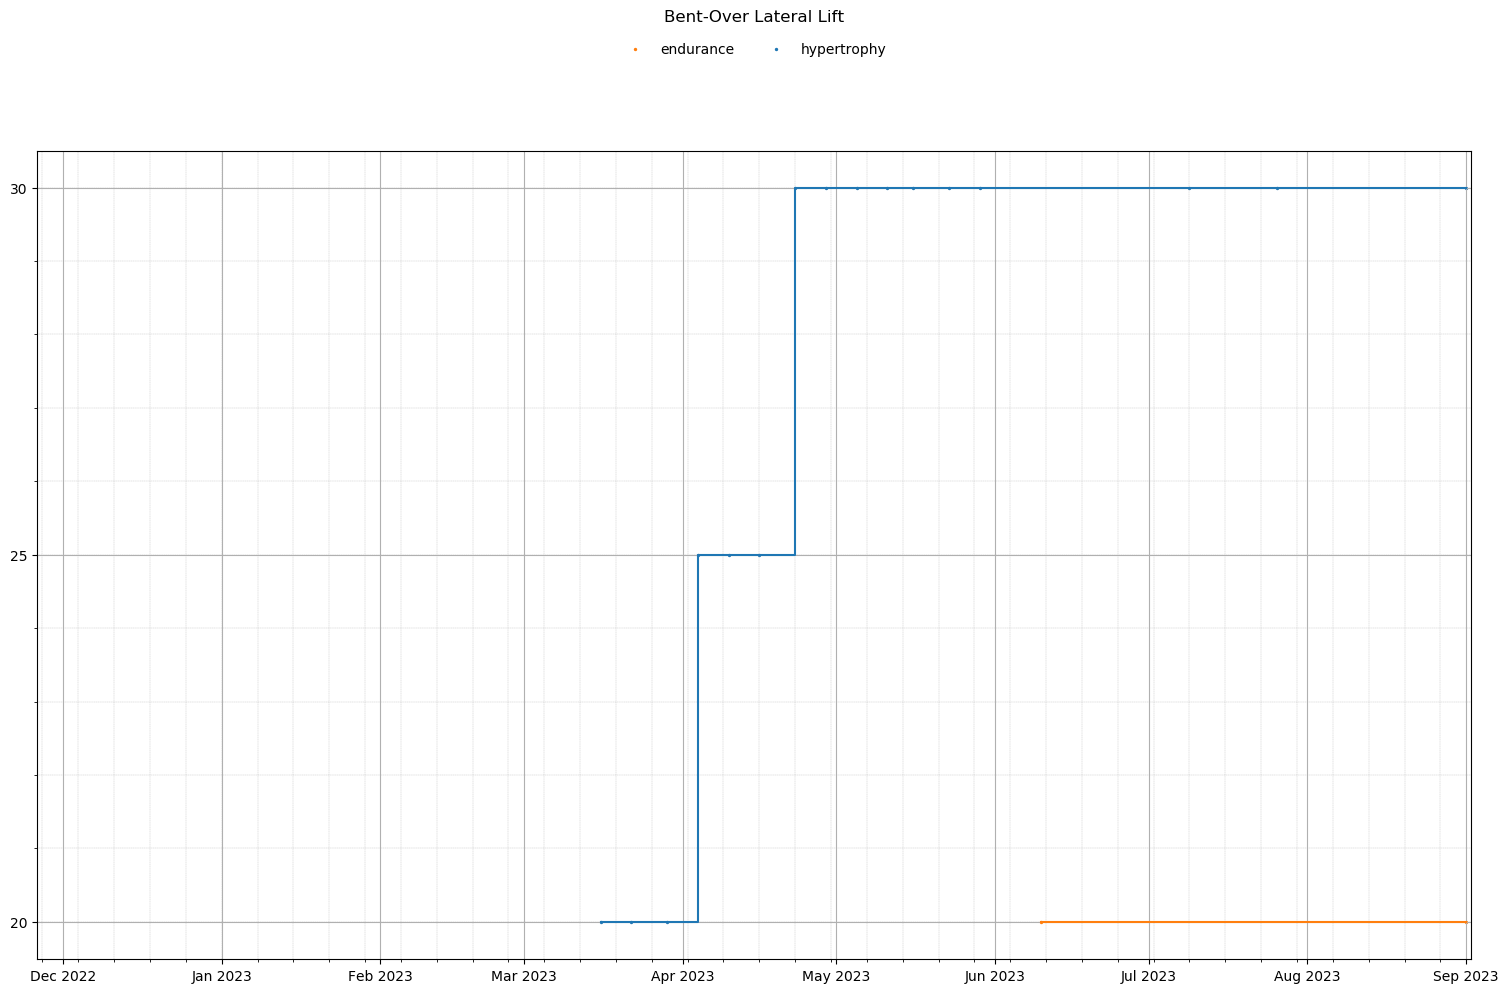 Bent-Over Lateral Lift
endurance hypertrophy
30
25
20
Dec 2022 Jan 2023 Feb 2023 Mar 2023 Apr 2023 May 2023 Jun 2023 Jul 2023 Aug 2023 Sep 2023